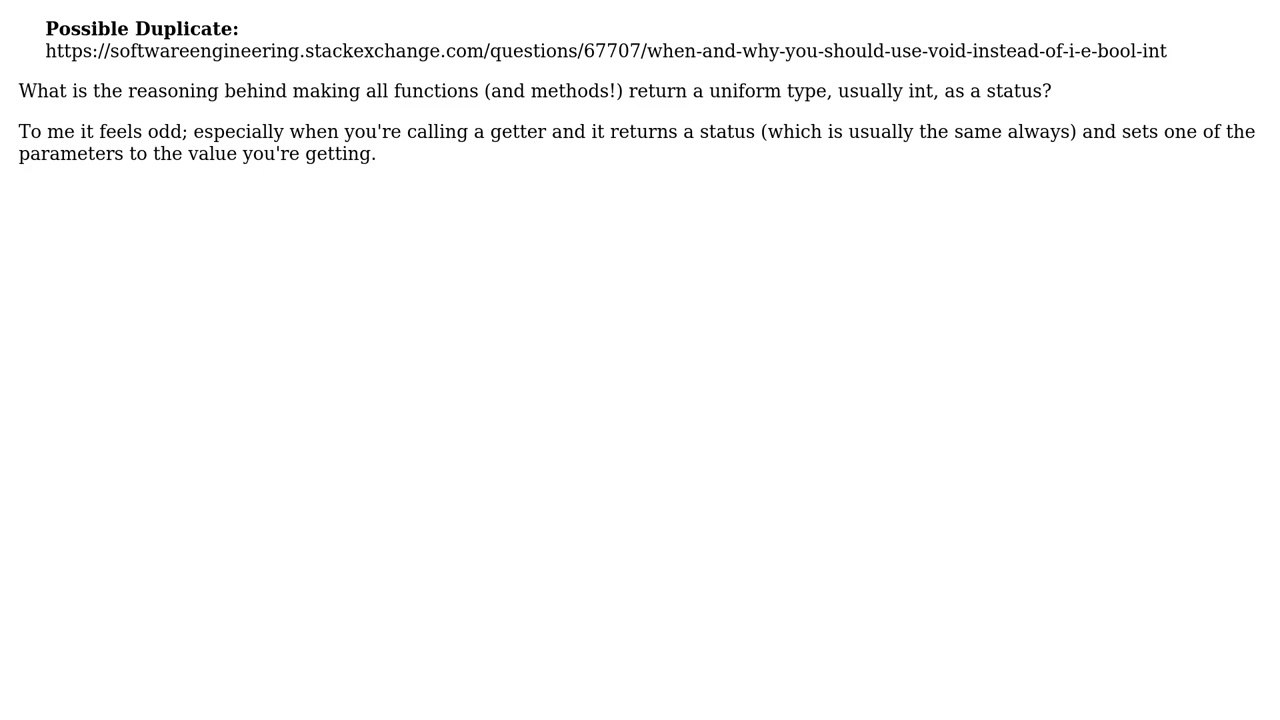 Possible Duplicate:
https://softwareengineering.stackexchange.com/questions/67707/when-and-why-you-should-use-void-instead-of-i-e-bool-int
What is the reasoning behind making all functions (and methods!) return a uniform type, usually int, as a status?
To me it feels odd; especially when you're calling a getter and it returns a status (which is usually the same always) and sets one of the
parameters to the value you're getting.